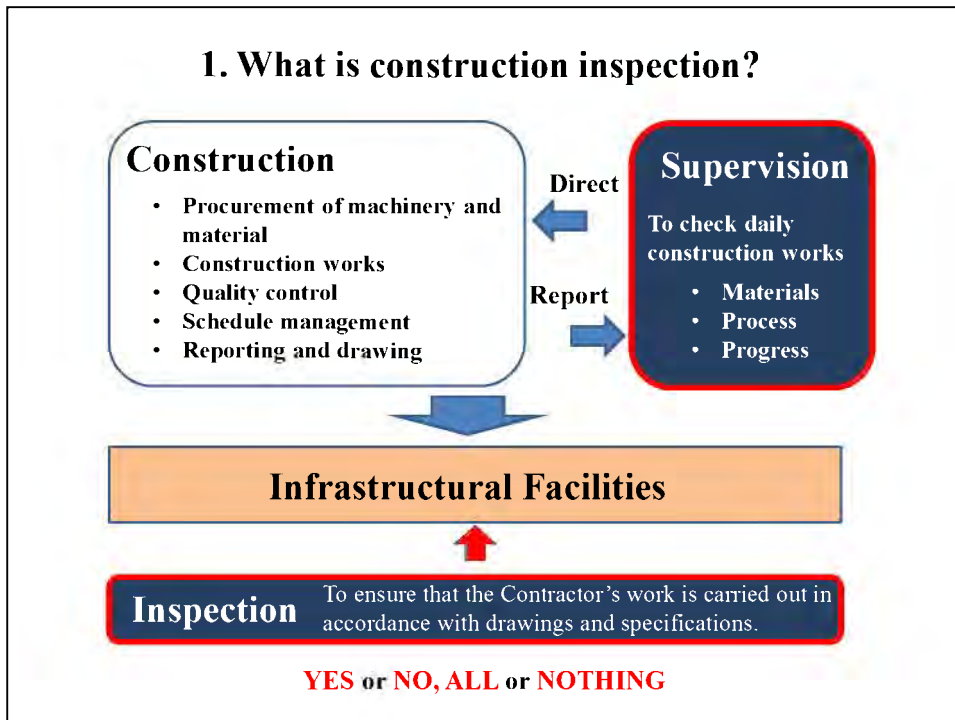 1. What is construction inspection?
Construction
• Procurement of machinery and
material
• Construction works
• Quality control
• Schedule management
• Reporting and drawing
Direct
Report
Supervision
To check daily
construction works
• Materials
• Process
• Progress
Infrastructural Facilities
Inspection
To ensure that the Contractor’s work is carried out in
accordance with drawings and specifications.
YES or NO, ALL or NOTHING